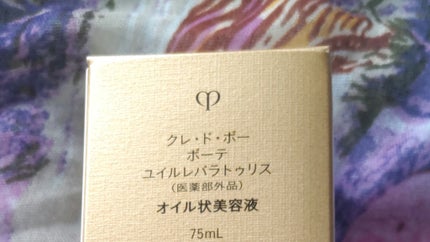 クレ・ド・ポー
ボーテ
ユイルレパラトゥリス
(医薬部外品)
オイル状美容液
75mL